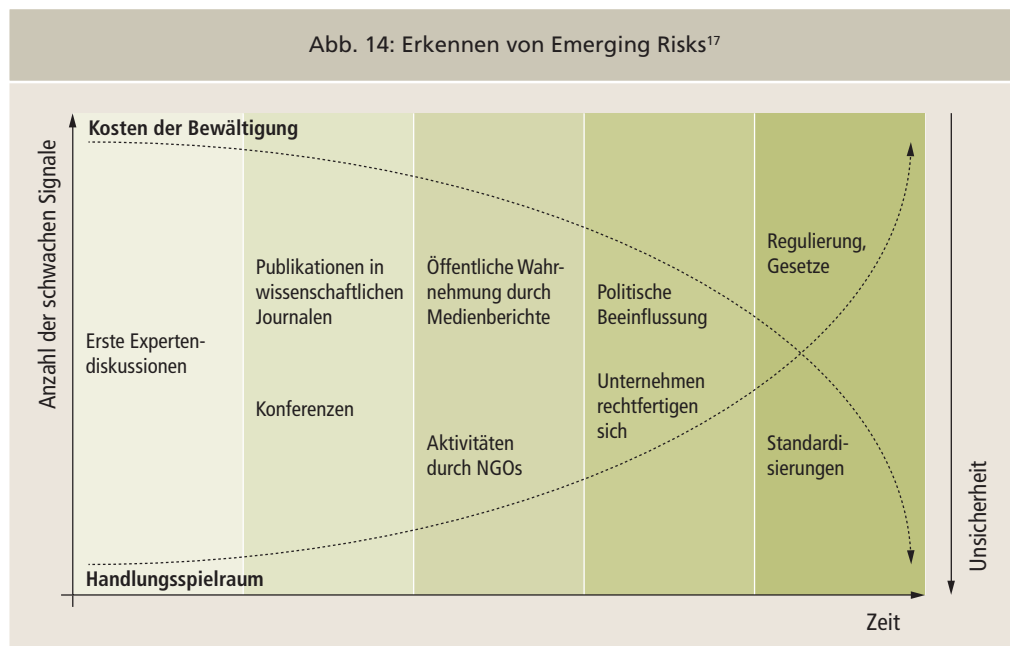 Abb. 14: Erkennen von Emerging Risks¹⁷
Anzahl der schwachen Signale
Kosten der Bewältigung
Erste Experten-
diskussionen
Publikationen in
wissenschaftlichen
Journalen
Konferenzen
Öffentliche Wahr-
nehmung durch
Medienberichte
Aktivitäten
durch NGOs
Politische
Beeinflussung
Unternehmen
rechtfertigen
sich
Regulierung,
Gesetze
Standardi-
sierungen
Handlungsspielraum
Unsicherheit
Zeit